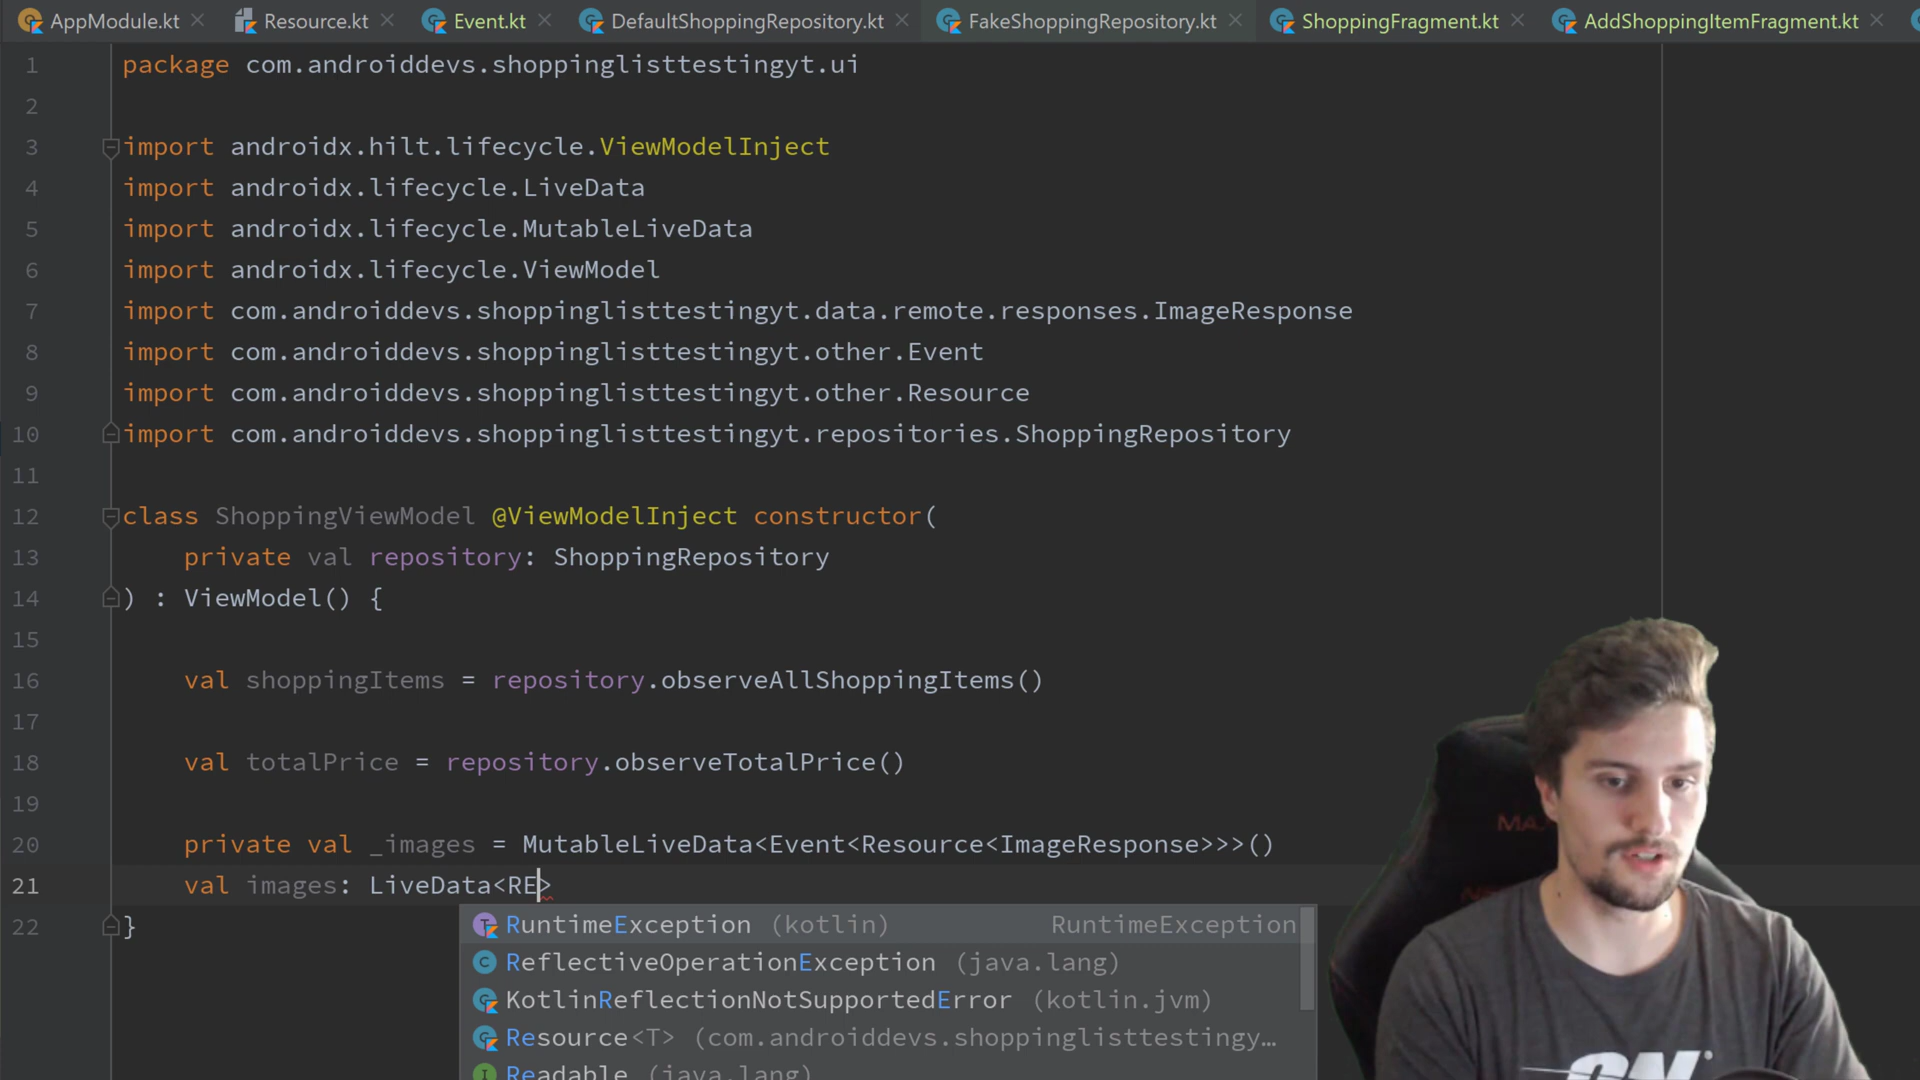 AppModule.kt Resource.kt Event.kt DefaultShoppingRepository.kt FakeShoppingRepository.kt ShoppingFragment.kt AddShoppingItemFragment.kt
1 package com.androiddevs.shoppinglisttestingyt.ui
2
3 import androidx.hilt.lifecycle.ViewModelInject
4 import androidx.lifecycle.LiveData
5 import androidx.lifecycle.MutableLiveData
6 import androidx.lifecycle.ViewModel
7 import com.androiddevs.shoppinglisttestingyt.data.remote.responses.ImageResponse
8 import com.androiddevs.shoppinglisttestingyt.other.Event
9 import com.androiddevs.shoppinglisttestingyt.other.Resource
10 import com.androiddevs.shoppinglisttestingyt.repositories.ShoppingRepository
11
12 class ShoppingViewModel @ViewModelInject constructor(
13 private val repository: ShoppingRepository
14 ) : ViewModel() {
15
16 val shoppingItems = repository.observeAllShoppingItems()
17
18 val totalPrice = repository.observeTotalPrice()
19
20 private val _images = MutableLiveData<Event<Resource<ImageResponse>>>()
21 val images: LiveData<RE>
22 }
RuntimeException (kotlin) RuntimeException
ReflectiveOperationException (java.lang)
KotlinReflectionNotSupportedError (kotlin.jvm)
Resource<T> (com.androiddevs.shoppinglisttestingy…
Readable (java.lang)